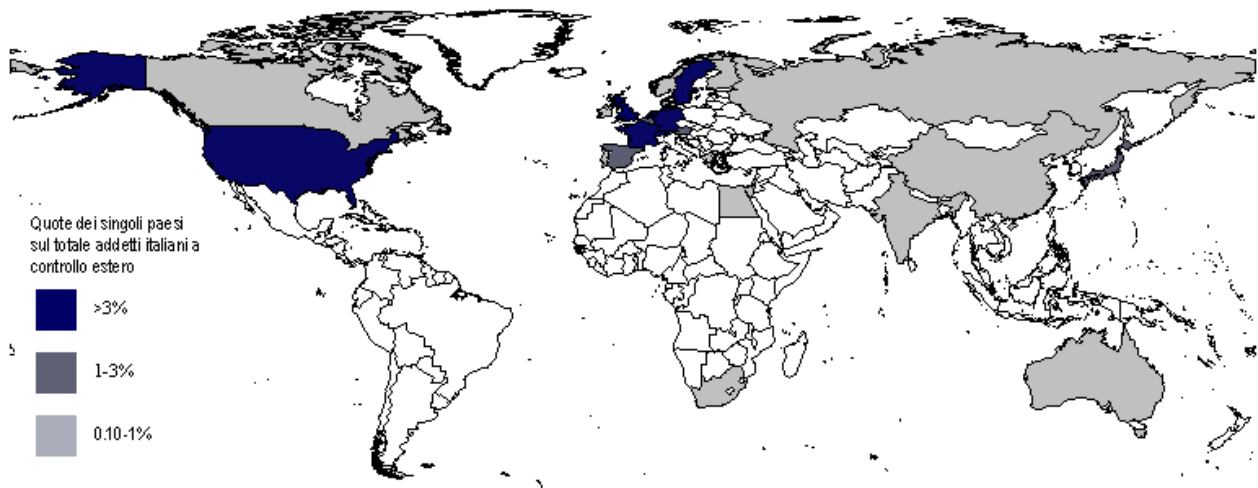 Quote dei singoli paesi
sul totale addetti italiani a
controllo estero
>3%
1-3%
0.10-1%